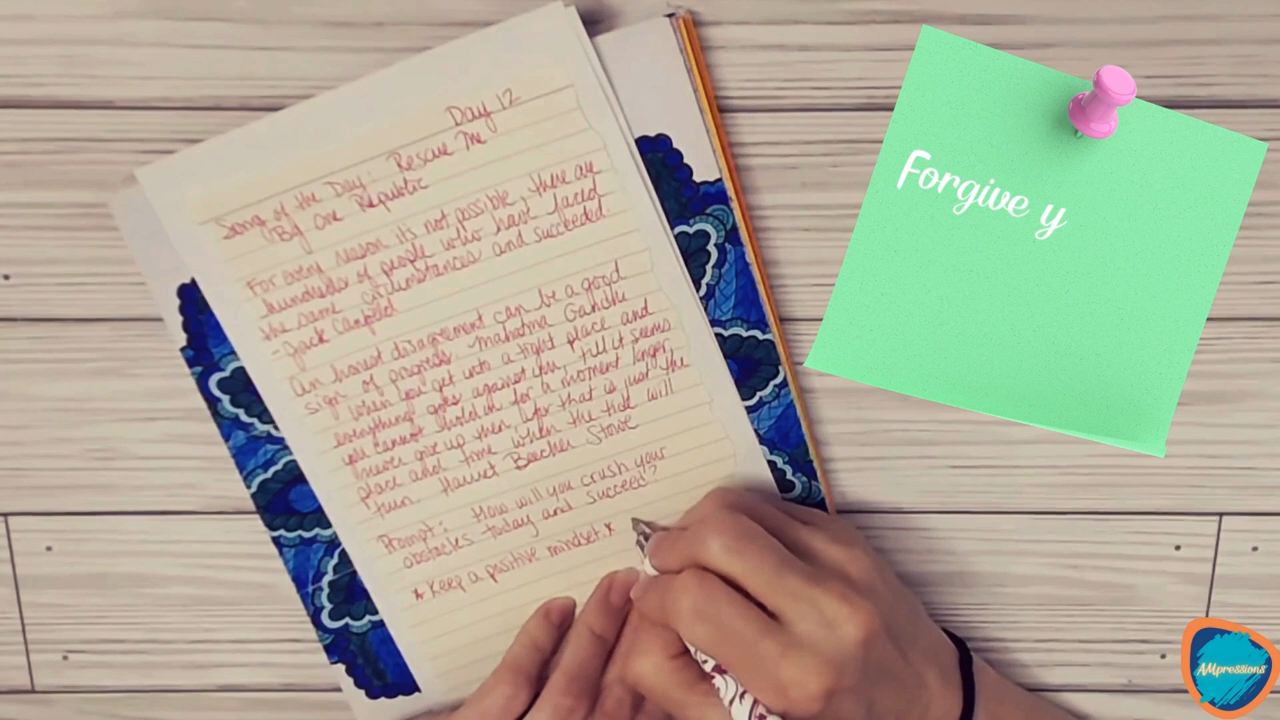 Day 12
Song of the Day: Rescue Me
By One Republic
For every reason it's not possible, there are
hundreds of people who have faced
the same circumstances and succeeded.
-Jack Canfield
An honest disagreement can be a good
sign of progress. -Mahatma Gandhi
When you get into a tight place and
everything goes against you, till it seems
you cannot hold on for a moment longer,
never give up then, for that is just the
place and time when the tide will
turn. Harriet Beecher Stowe
Prompt: How will you crush your
obstacles today and succeed?
*Keep a positive mindset.*
Forgive y
AMpressions